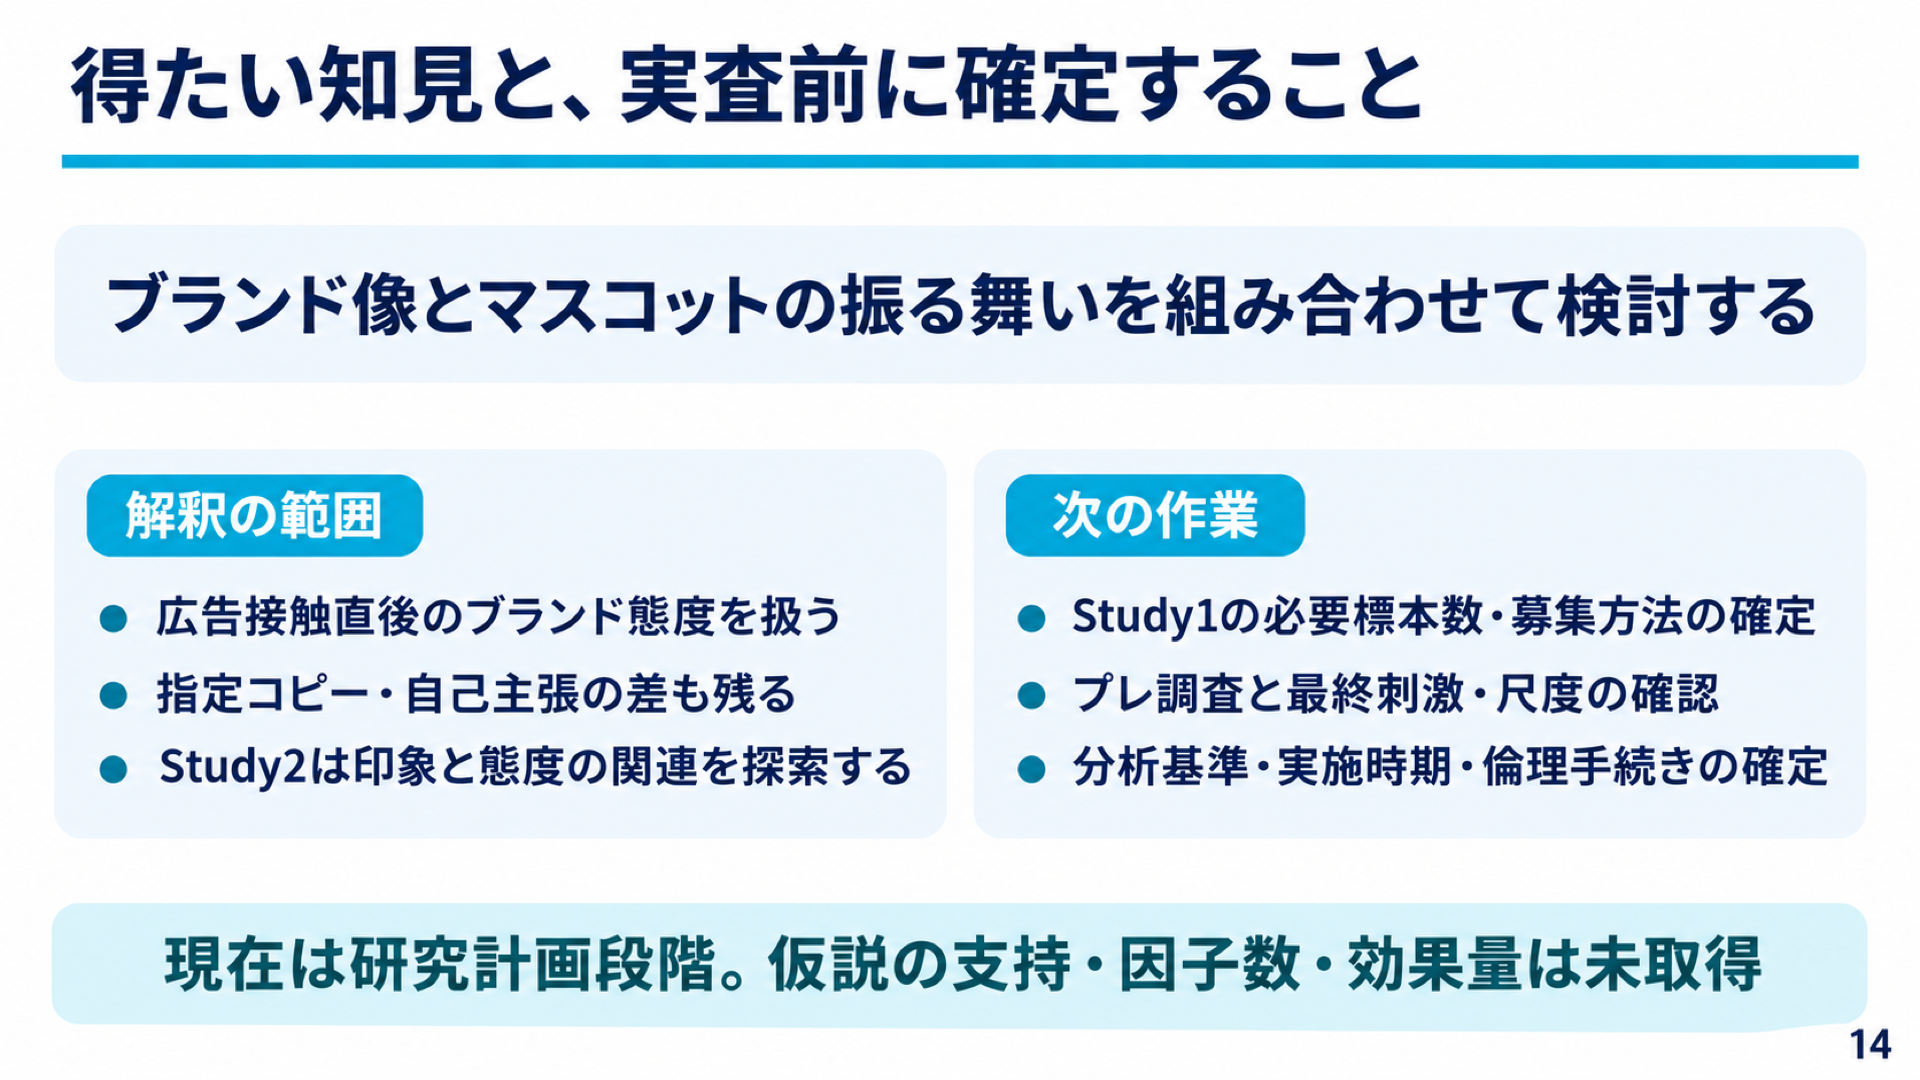 得たい知見と、実査前に確定すること
ブランド像とマスコットの振る舞いを組み合わせて検討する
解釈の範囲
● 広告接触直後のブランド態度を扱う
● 指定コピー・自己主張の差も残る
● Study2は印象と態度の関連を探索する
次の作業
● Study1の必要標本数・募集方法の確定
● プレ調査と最終刺激・尺度の確認
● 分析基準・実施時期・倫理手続きの確定
現在は研究計画段階。仮説の支持・因子数・効果量は未取得
14